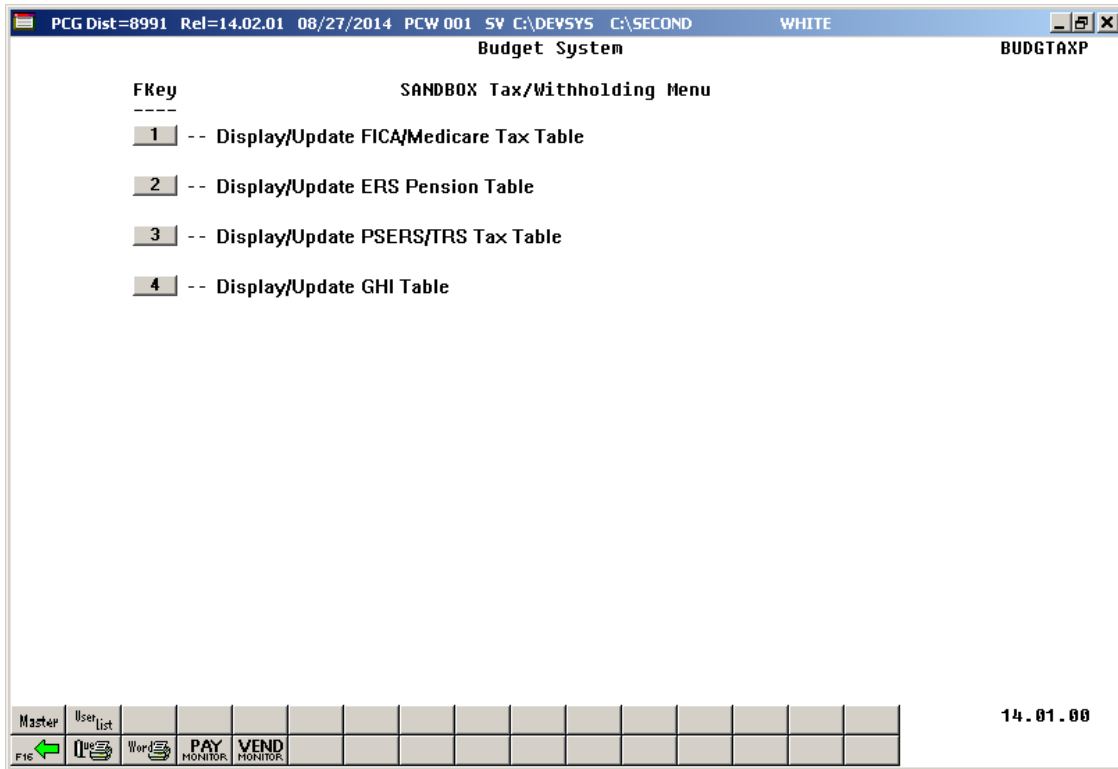 PCG Dist=8991 Rel=14.02.01 08/27/2014 PCW 001 SV C:\DEVSYS C:\SECOND WHITE
Budget System BUDGTAXP
FKey SANDBOX Tax/Withholding Menu
----
1 -- Display/Update FICA/Medicare Tax Table
2 -- Display/Update ERS Pension Table
3 -- Display/Update PSERS/TRS Tax Table
4 -- Display/Update GHI Table
Master User List 14.01.00
F16 Que Word PAY MONITOR VEND MONITOR